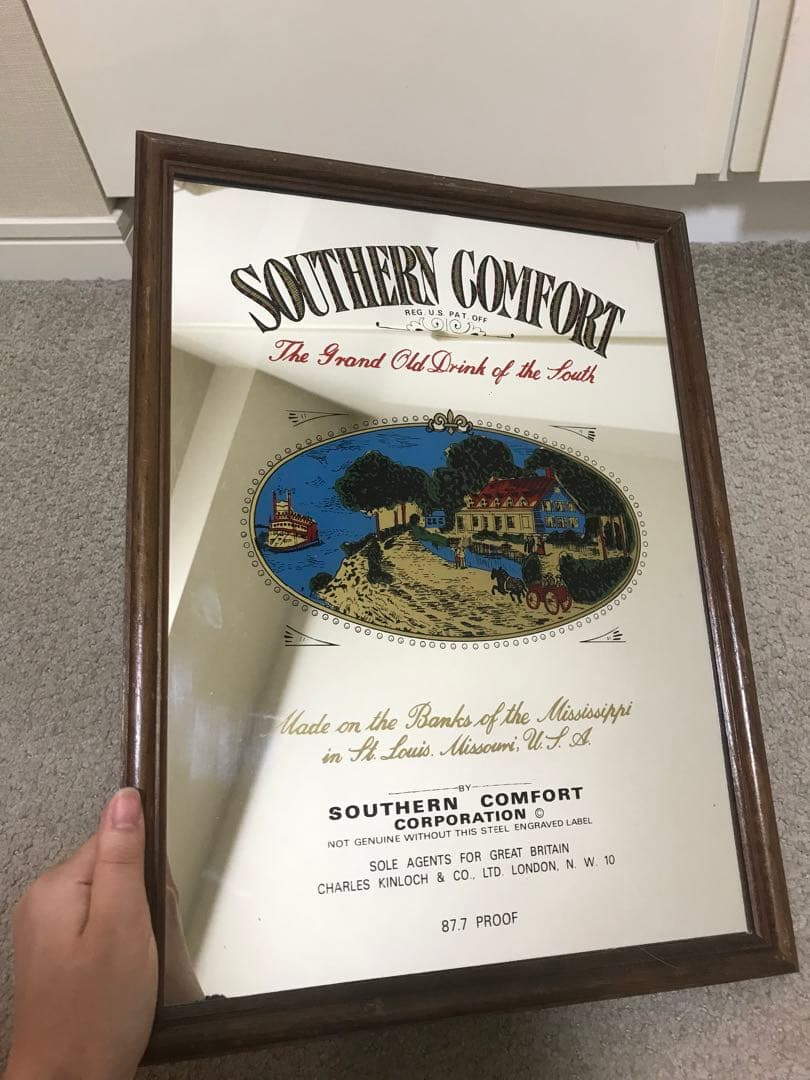 SOUTHERN COMFORT
REG. U.S. PAT. OFF
The Grand Old Drink of the South
Made on the Banks of the Mississippi
in St. Louis. Missouri, U. S. A.
BY
SOUTHERN COMFORT
CORPORATION ©
NOT GENUINE WITHOUT THIS STEEL ENGRAVED LABEL
SOLE AGENTS FOR GREAT BRITAIN
CHARLES KINLOCH & CO., LTD. LONDON, N. W. 10
87.7 PROOF